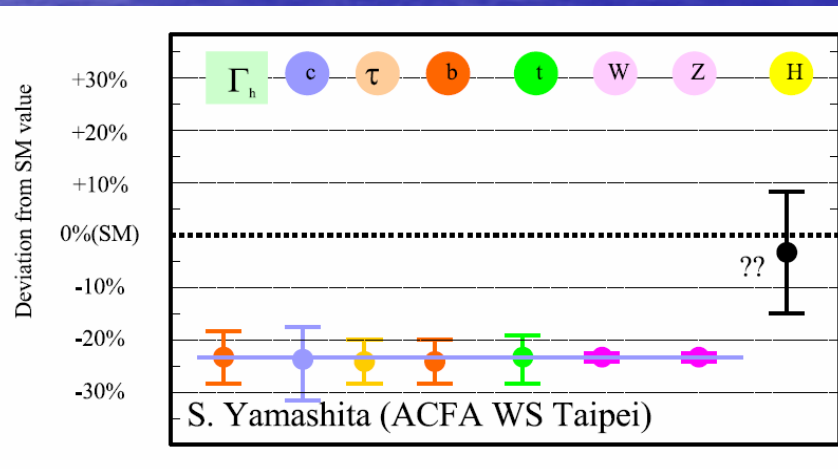 Γh c τ b t W Z H
Deviation from SM value
+30%
+20%
+10%
0%(SM)
-10%
-20%
-30%
??
S. Yamashita (ACFA WS Taipei)